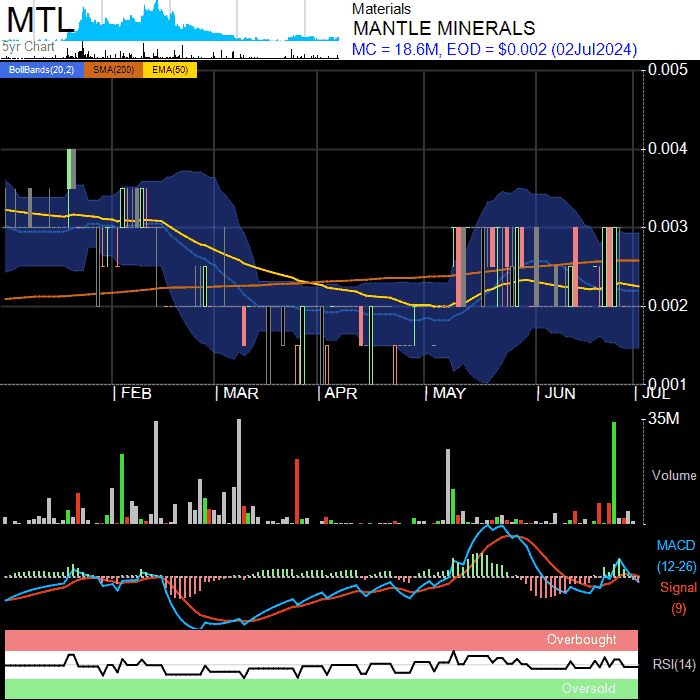 MTL
5yr Chart
Materials
MANTLE MINERALS
MC = 18.6M, EOD = $0.002 (02Jul2024)
BollBands(20,2) SMA(200) EMA(50)
0.005
0.004
0.003
0.002
0.001
FEB MAR APR MAY JUN JUL
35M
Volume
MACD
(12-26)
Signal
(9)
Overbought
RSI(14)
Oversold